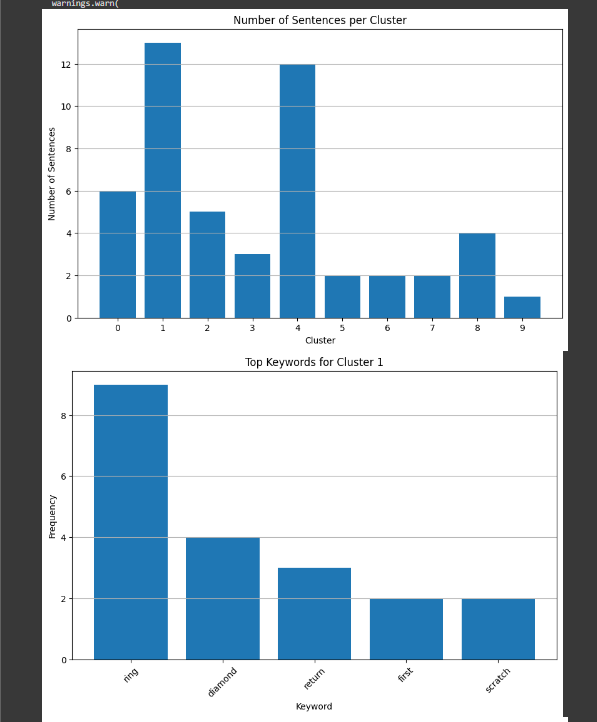 warnings.warn(
Number of Sentences per Cluster
12
10
8
6
4
2
0
Number of Sentences
0 1 2 3 4 5 6 7 8 9
Cluster
Top Keywords for Cluster 1
8
6
4
2
0
Frequency
ring diamond return first scratch
Keyword